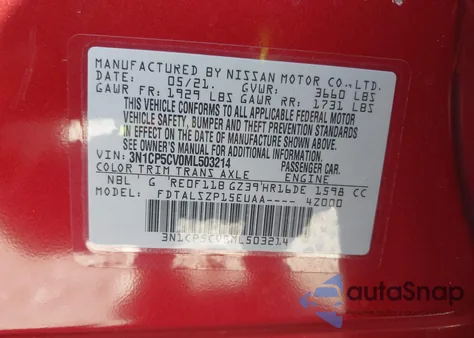 MANUFACTURED BY NISSAN MOTOR CO.,LTD.
DATE: 05/21. GVWR: 3660 LBS
GAWR FR: 1929 LBS GAWR RR: 1731 LBS
THIS VEHICLE CONFORMS TO ALL APPLICABLE FEDERAL MOTOR
VEHICLE SAFETY, BUMPER AND THEFT PREVENTION STANDARDS
IN EFFECT ON THE DATE OF MANUFACTURE SHOWN ABOVE.
SEE OWNER'S MANUAL FOR ADDITIONAL INFORMATION.
VIN: 3N1CP5CV0ML503214 PASSENGER CAR
COLOR TRIM TRANS AXLE ENGINE
NBL G RE0F11B GZ39 HR16DE 1598 CC
MODEL: FDTALSZP15EUAA---- 42000
3N1CP5CV0ML503214
autoSnap